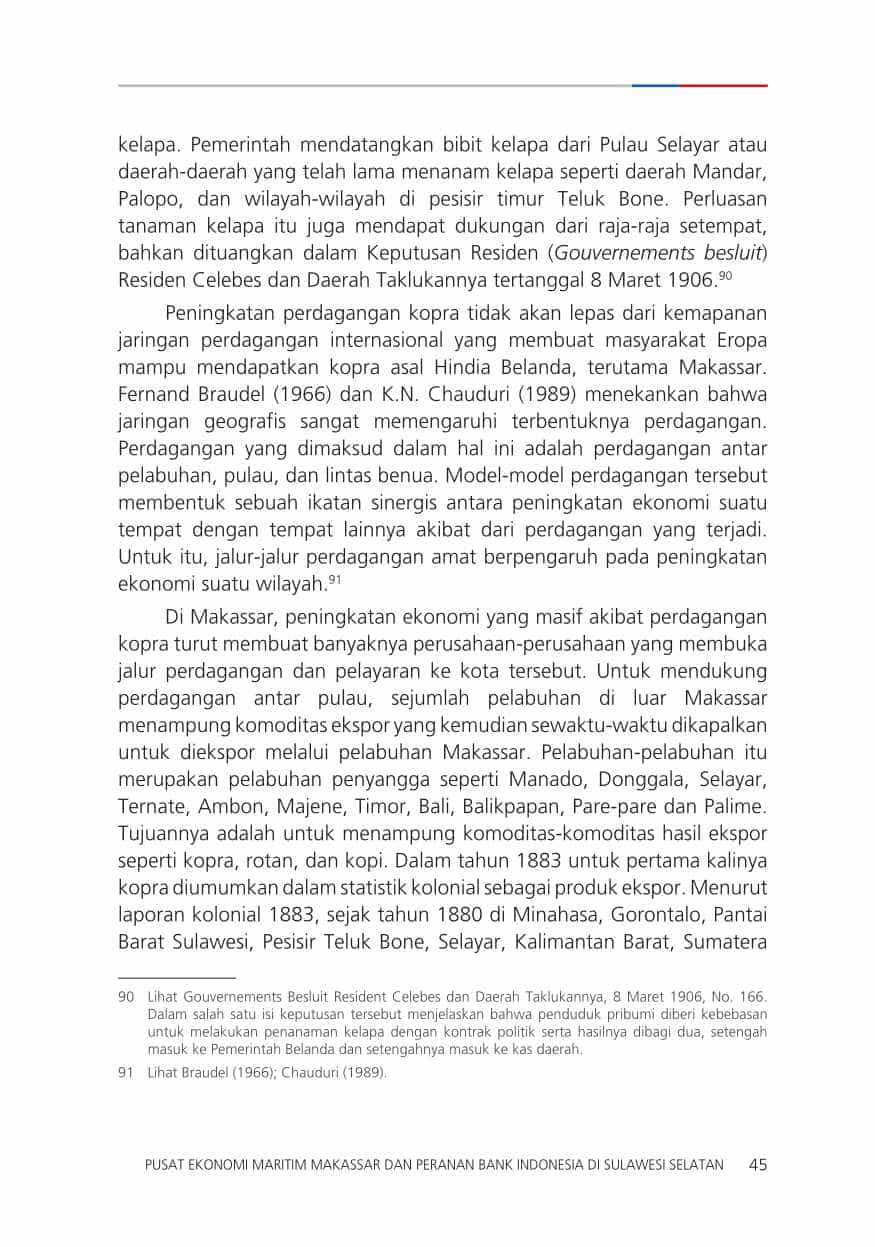 kelapa. Pemerintah mendatangkan bibit kelapa dari Pulau Selayar atau
daerah-daerah yang telah lama menanam kelapa seperti daerah Mandar,
Palopo, dan wilayah-wilayah di pesisir timur Teluk Bone. Perluasan
tanaman kelapa itu juga mendapat dukungan dari raja-raja setempat,
bahkan dituangkan dalam Keputusan Residen (Gouvernements besluit)
Residen Celebes dan Daerah Taklukannya tertanggal 8 Maret 1906.90
Peningkatan perdagangan kopra tidak akan lepas dari kemapanan
jaringan perdagangan internasional yang membuat masyarakat Eropa
mampu mendapatkan kopra asal Hindia Belanda, terutama Makassar.
Fernand Braudel (1966) dan K.N. Chauduri (1989) menekankan bahwa
jaringan geografis sangat memengaruhi terbentuknya perdagangan.
Perdagangan yang dimaksud dalam hal ini adalah perdagangan antar
pelabuhan, pulau, dan lintas benua. Model-model perdagangan tersebut
membentuk sebuah ikatan sinergis antara peningkatan ekonomi suatu
tempat dengan tempat lainnya akibat dari perdagangan yang terjadi.
Untuk itu, jalur-jalur perdagangan amat berpengaruh pada peningkatan
ekonomi suatu wilayah.91
Di Makassar, peningkatan ekonomi yang masif akibat perdagangan
kopra turut membuat banyaknya perusahaan-perusahaan yang membuka
jalur perdagangan dan pelayaran ke kota tersebut. Untuk mendukung
perdagangan antar pulau, sejumlah pelabuhan di luar Makassar
menampung komoditas ekspor yang kemudian sewaktu-waktu dikapalkan
untuk diekspor melalui pelabuhan Makassar. Pelabuhan-pelabuhan itu
merupakan pelabuhan penyangga seperti Manado, Donggala, Selayar,
Ternate, Ambon, Majene, Timor, Bali, Balikpapan, Pare-pare dan Palime.
Tujuannya adalah untuk menampung komoditas-komoditas hasil ekspor
seperti kopra, rotan, dan kopi. Dalam tahun 1883 untuk pertama kalinya
kopra diumumkan dalam statistik kolonial sebagai produk ekspor. Menurut
laporan kolonial 1883, sejak tahun 1880 di Minahasa, Gorontalo, Pantai
Barat Sulawesi, Pesisir Teluk Bone, Selayar, Kalimantan Barat, Sumatera
90 Lihat Gouvernements Besluit Resident Celebes dan Daerah Taklukannya, 8 Maret 1906, No. 166.
Dalam salah satu isi keputusan tersebut menjelaskan bahwa penduduk pribumi diberi kebebasan
untuk melakukan penanaman kelapa dengan kontrak politik serta hasilnya dibagi dua, setengah
masuk ke Pemerintah Belanda dan setengahnya masuk ke kas daerah.
91 Lihat Braudel (1966); Chauduri (1989).
PUSAT EKONOMI MARITIM MAKASSAR DAN PERANAN BANK INDONESIA DI SULAWESI SELATAN 45